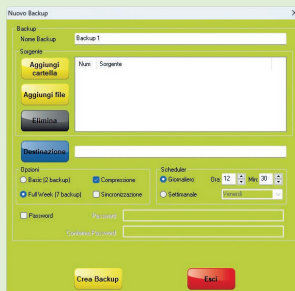 Nuovo Backup
Backup
Nome Backup Backup 1
Sorgente
Aggiungi cartella
Num Sorgente
Aggiungi file
Elimina
Destinazione
Opzioni
Basic (2 backup) Compressione
Full Week (7 backup) Sincronizzazione
Scheduler
Giornaliero Ora: 12 Min: 30
Settimanale Venerdì
Password Password:
Conferma Password:
Crea Backup Esci